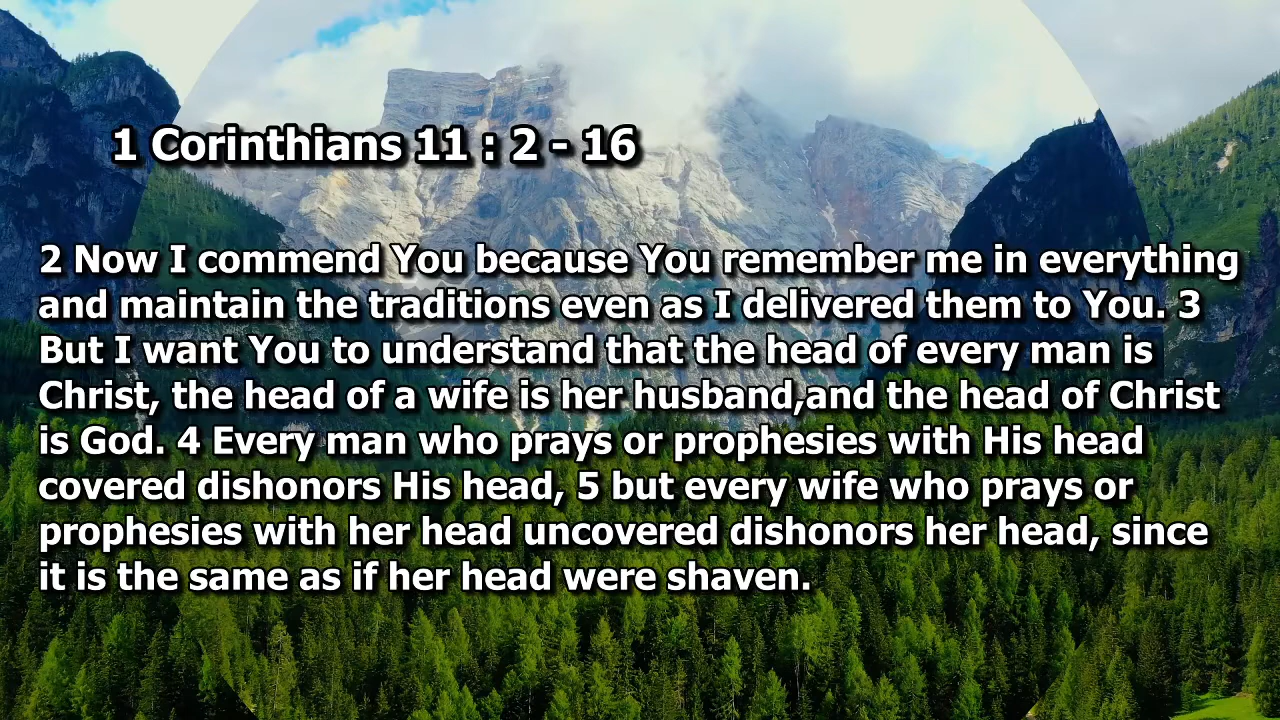 1 Corinthians 11 : 2 - 16
2 Now I commend You because You remember me in everything
and maintain the traditions even as I delivered them to You. 3
But I want You to understand that the head of every man is
Christ, the head of a wife is her husband,and the head of Christ
is God. 4 Every man who prays or prophesies with His head
covered dishonors His head, 5 but every wife who prays or
prophesies with her head uncovered dishonors her head, since
it is the same as if her head were shaven.